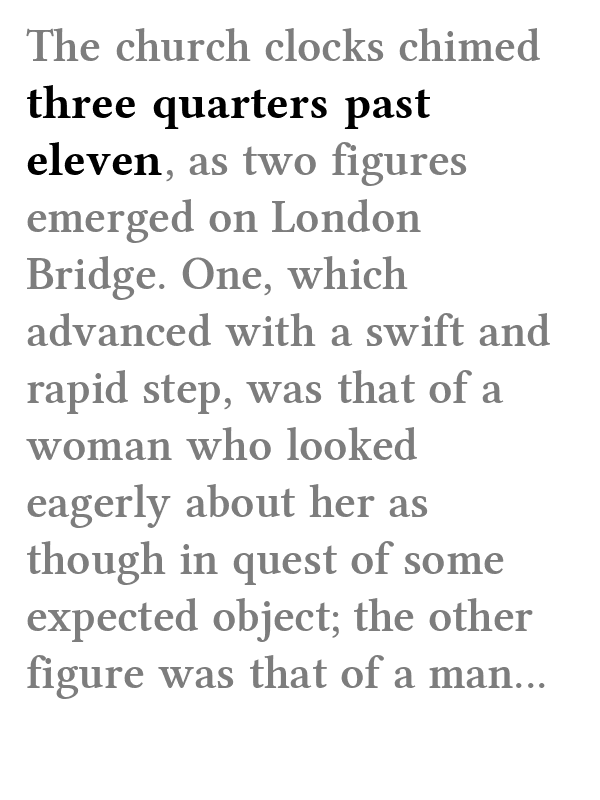 The church clocks chimed
three quarters past
eleven, as two figures
emerged on London
Bridge. One, which
advanced with a swift and
rapid step, was that of a
woman who looked
eagerly about her as
though in quest of some
expected object; the other
figure was that of a man...